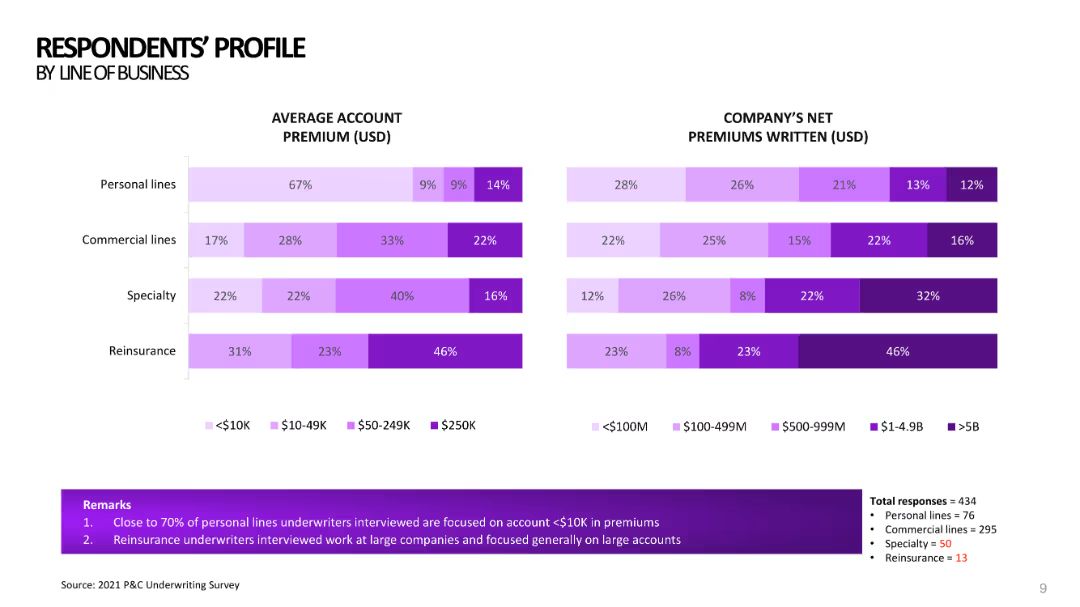 RESPONDENTS' PROFILE
BY LINE OF BUSINESS
AVERAGE ACCOUNT
PREMIUM (USD)
Personal lines
67%
9%
9%
14%
Commercial lines
17%
28%
33%
22%
Specialty
22%
22%
40%
16%
Reinsurance
31%
23%
46%
<$10K
$10-49K
$50-249K
$250K
COMPANY'S NET
PREMIUMS WRITTEN (USD)
28%
26%
21%
13%
12%
22%
25%
15%
22%
16%
12%
26%
8%
22%
32%
23%
8%
23%
46%
<$100M
$100-499M
$500-999M
$1-4.9B
>5B
Remarks
1. Close to 70% of personal lines underwriters interviewed are focused on account <$10K in premiums
2. Reinsurance underwriters interviewed work at large companies and focused generally on large accounts
Total responses = 434
• Personal lines = 76
• Commercial lines = 295
• Specialty = 50
• Reinsurance = 13
Source: 2021 P&C Underwriting Survey
9